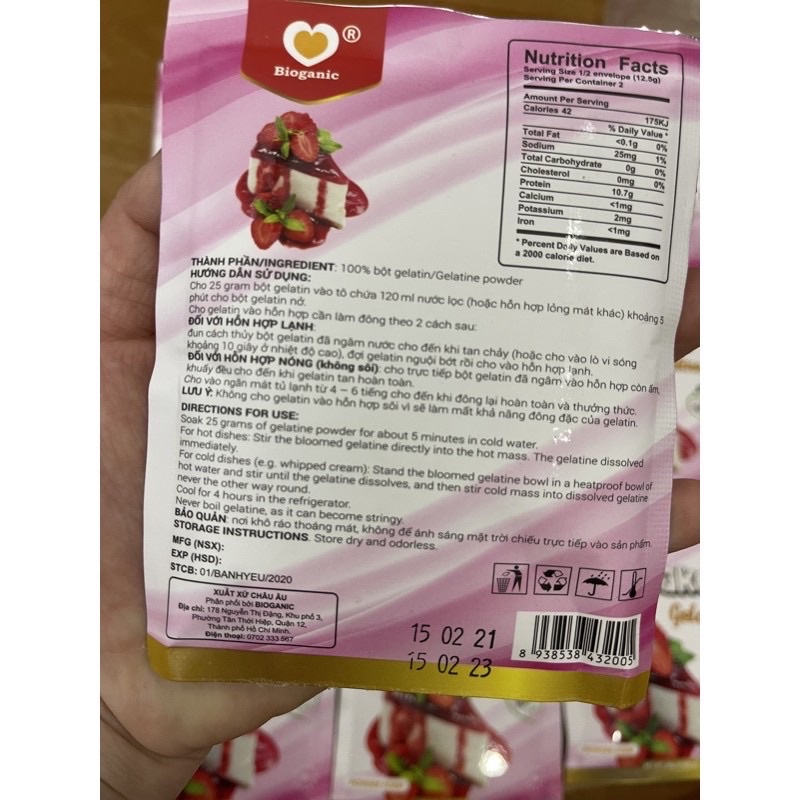 ®
Bioganic
Nutrition Facts
Serving Size 1/2 envelope (12.5g)
Serving Per Container 2
Amount Per Serving
Calories 42 175KJ
% Daily Value *
Total Fat <0.1g 0%
Sodium 25mg 1%
Total Carbohydrate 0g 0%
Cholesterol 0mg 0%
Protein 10.7g
Calcium <1mg
Potassium 2mg
Iron <1mg
* Percent Daily Values are Based on
a 2000 calorie diet.
THÀNH PHẦN/INGREDIENT: 100% bột gelatin/Gelatine powder
HƯỚNG DẪN SỬ DỤNG:
Cho 25 gram bột gelatin vào tô chứa 120 ml nước lọc (hoặc hỗn hợp lỏng mát khác) khoảng 5
phút cho bột gelatin nở.
Cho gelatin vào hỗn hợp cần làm đông theo 2 cách sau:
ĐỐI VỚI HỖN HỢP LẠNH:
đun cách thủy bột gelatin đã ngâm nước cho đến khi tan chảy (hoặc cho vào lò vi sóng
khoảng 10 giây ở nhiệt độ cao), đợi gelatin nguội bớt rồi cho vào hỗn hợp lạnh.
ĐỐI VỚI HỖN HỢP NÓNG (không sôi): cho trực tiếp bột gelatin đã ngâm vào hỗn hợp còn ấm,
khuấy đều cho đến khi gelatin tan hoàn toàn.
Cho vào ngăn mát tủ lạnh từ 4 – 6 tiếng cho đến khi đông lại hoàn toàn và thưởng thức.
LƯU Ý: Không cho gelatin vào hỗn hợp sôi vì sẽ làm mất khả năng đông đặc của gelatin.
DIRECTIONS FOR USE:
Soak 25 grams of gelatine powder for about 5 minutes in cold water.
For hot dishes: Stir the bloomed gelatine directly into the hot mass. The gelatine dissolved
immediately.
For cold dishes (e.g. whipped cream): Stand the bloomed gelatine bowl in a heatproof bowl of
hot water and stir until the gelatine dissolves, and then stir cold mass into dissolved gelatine
never the other way round.
Cool for 4 hours in the refrigerator.
Never boil gelatine, as it can become stringy.
BẢO QUẢN: nơi khô ráo thoáng mát, không để ánh sáng mặt trời chiếu trực tiếp vào sản phẩm.
STORAGE INSTRUCTIONS: Store dry and odorless.
MFG (NSX):
EXP (HSD):
STCB: 01/BANHYEU/2020
XUẤT XỨ CHÂU ÂU
Phân phối bởi BIOGANIC
Địa chỉ: 178 Nguyễn Thị Đặng, Khu phố 3,
Phường Tân Thới Hiệp, Quận 12,
Thành phố Hồ Chí Minh.
Điện thoại: 0702 333 567
15 02 21
15 02 23
8 938538 432005